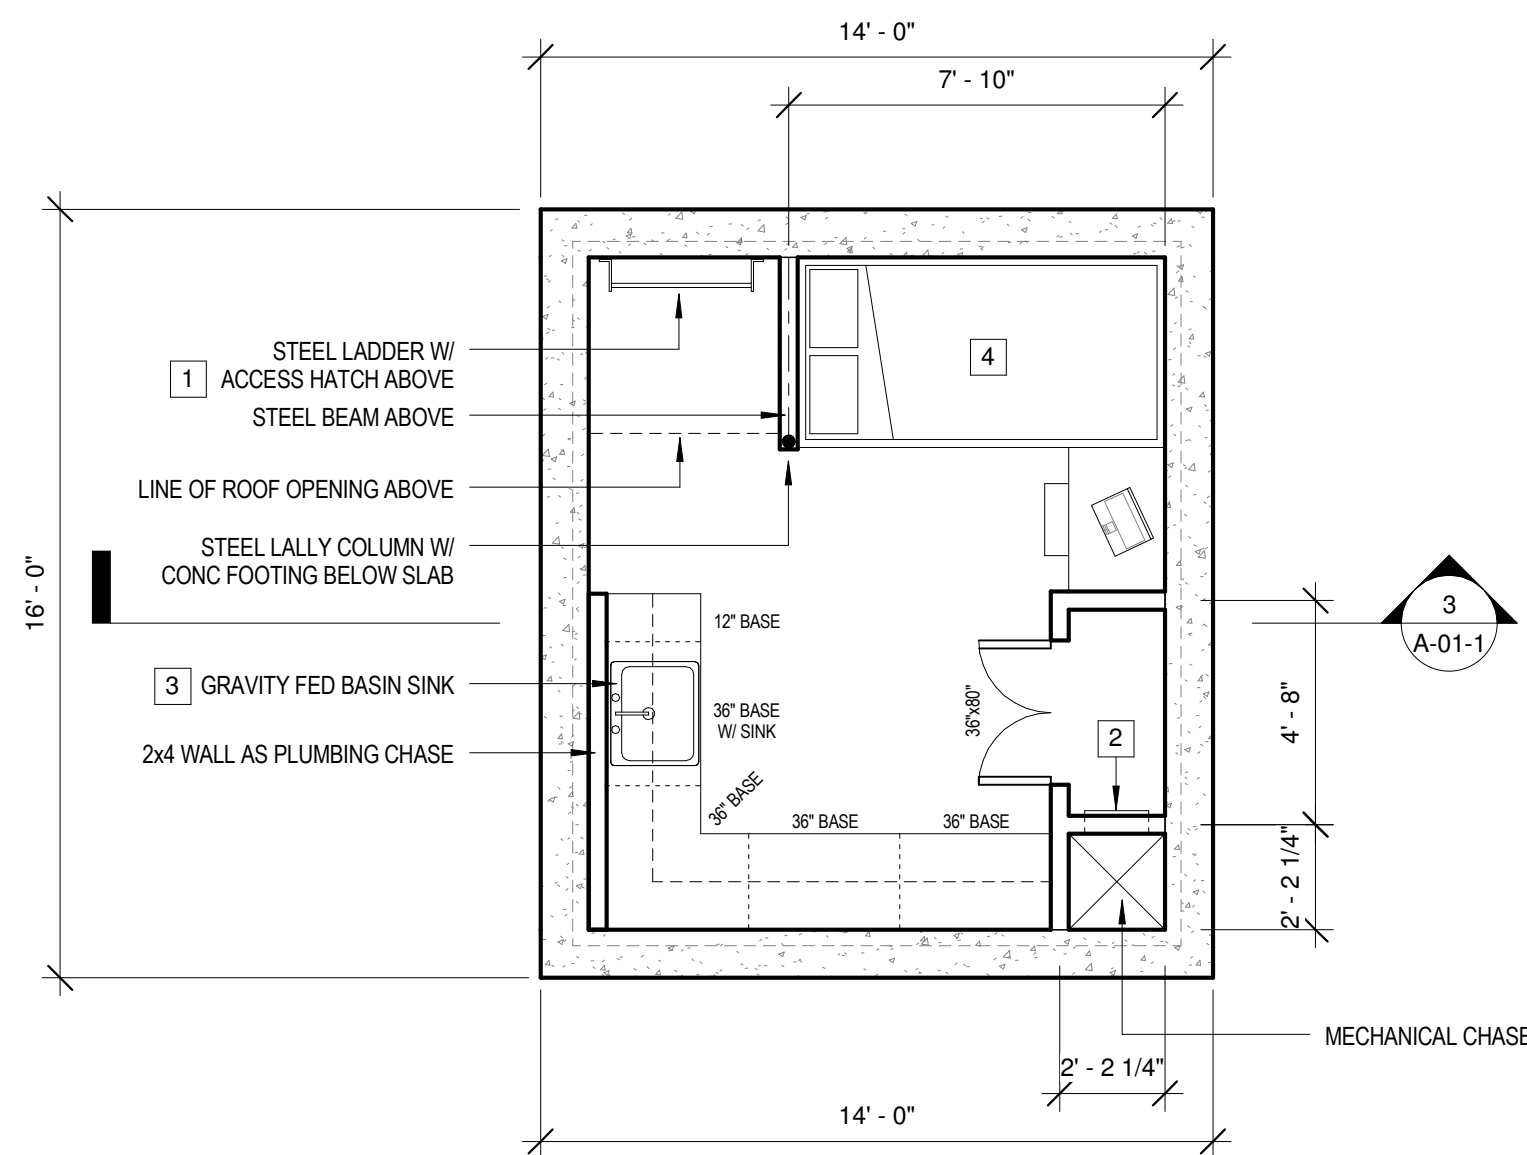 14' - 0"
7' - 10"
STEEL LADDER W/
1 ACCESS HATCH ABOVE
4
STEEL BEAM ABOVE
LINE OF ROOF OPENING ABOVE
STEEL LALLY COLUMN W/
CONC FOOTING BELOW SLAB
16' - 0"
3
A-01-1
12" BASE
3 GRAVITY FED BASIN SINK
36" BASE
W/ SINK
36"x80"
2
4' - 8"
2x4 WALL AS PLUMBING CHASE
36" BASE
36" BASE
36" BASE
2' - 2 1/4"
MECHANICAL CHASE
2' - 2 1/4"
14' - 0"